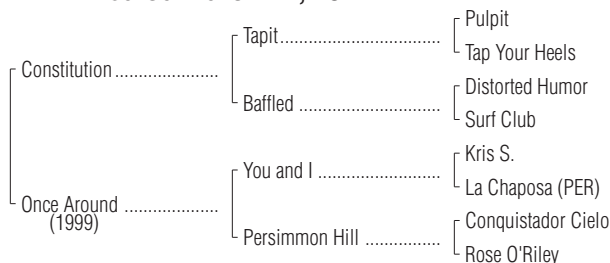 Pulpit
Tapit
Tap Your Heels
Constitution
Distorted Humor
Baffled
Surf Club
Kris S.
You and I
La Chaposa (PER)
Once Around
(1999)
Conquistador Cielo
Persimmon Hill
Rose O'Riley